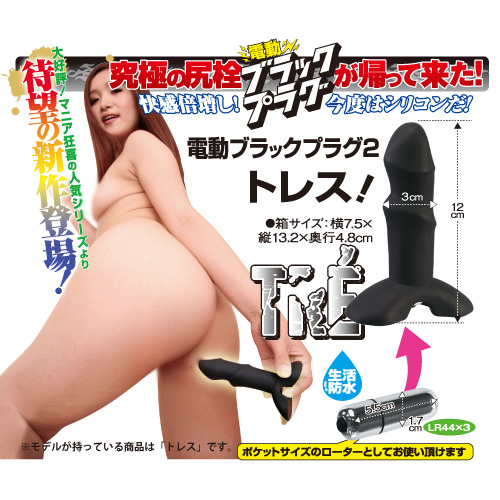 大好評！マニア狂喜の人気シリーズより
待望の新作登場！
究極の尻栓
電動
ブラック
プラグ
が帰って来た！
快感倍増し！
今度はシリコンだ！
電動ブラックプラグ2
トレス！
●箱サイズ：横7.5×
縦13.2×奥行4.8cm
3cm
12
cm
生活
防水
5.5cm
1.7
cm
LR44×3
※モデルが持っている商品は「トレス」です。
ポケットサイズのローターとしてお使い頂けます